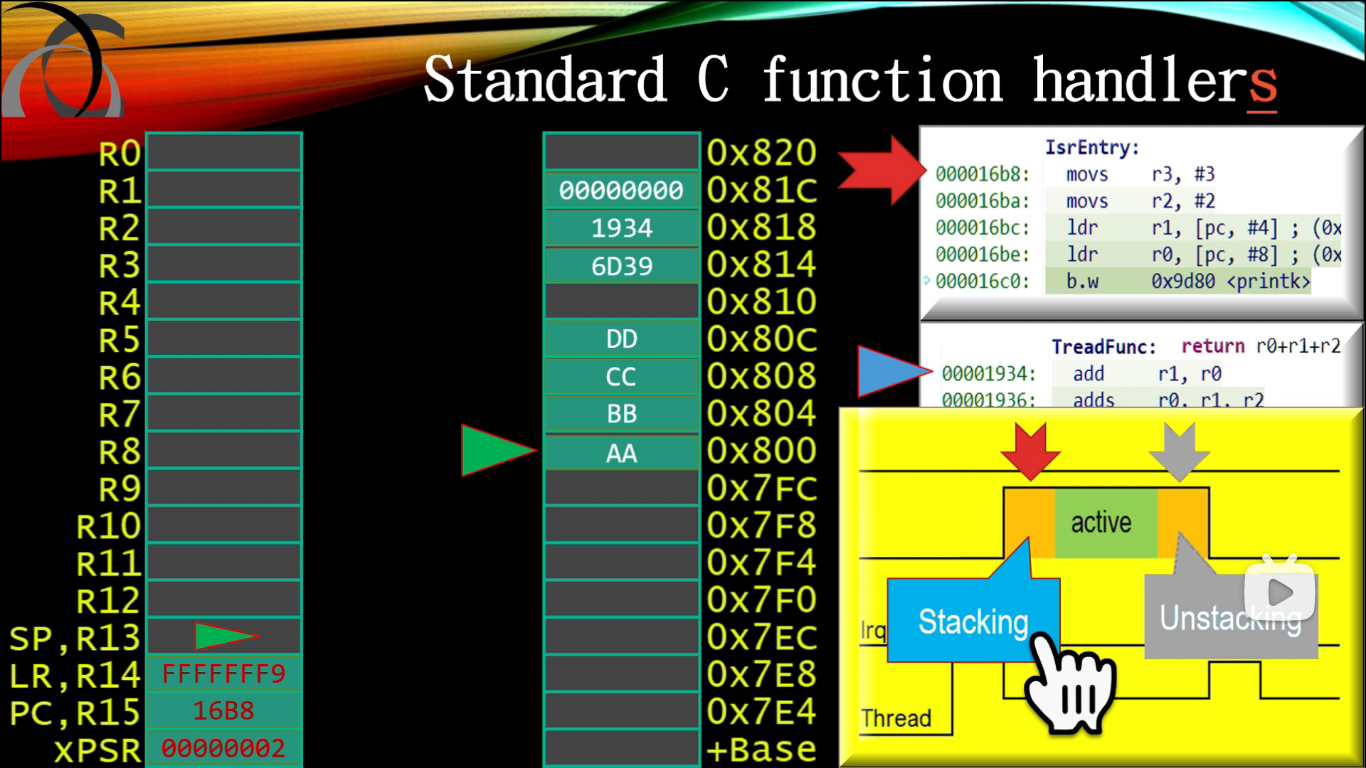 Standard C function handlers
R0
R1
R2
R3
R4
R5
R6
R7
R8
R9
R10
R11
R12
SP,R13
LR,R14 FFFFFFF9
PC,R15 16B8
xPSR 00000002
0x820
00000000 0x81C
1934 0x818
6D39 0x814
0x810
DD 0x80C
CC 0x808
BB 0x804
AA 0x800
0x7FC
0x7F8
0x7F4
0x7F0
0x7EC
0x7E8
0x7E4
+Base
IsrEntry:
000016b8: movs r3, #3
000016ba: movs r2, #2
000016bc: ldr r1, [pc, #4] ; (0x
000016be: ldr r0, [pc, #8] ; (0x
000016c0: b.w 0x9d80 <printk>
TreadFunc: return r0+r1+r2
00001934: add r1, r0
00001936: adds r0, r1, r2
active
Stacking
Unstacking
Irq
Thread